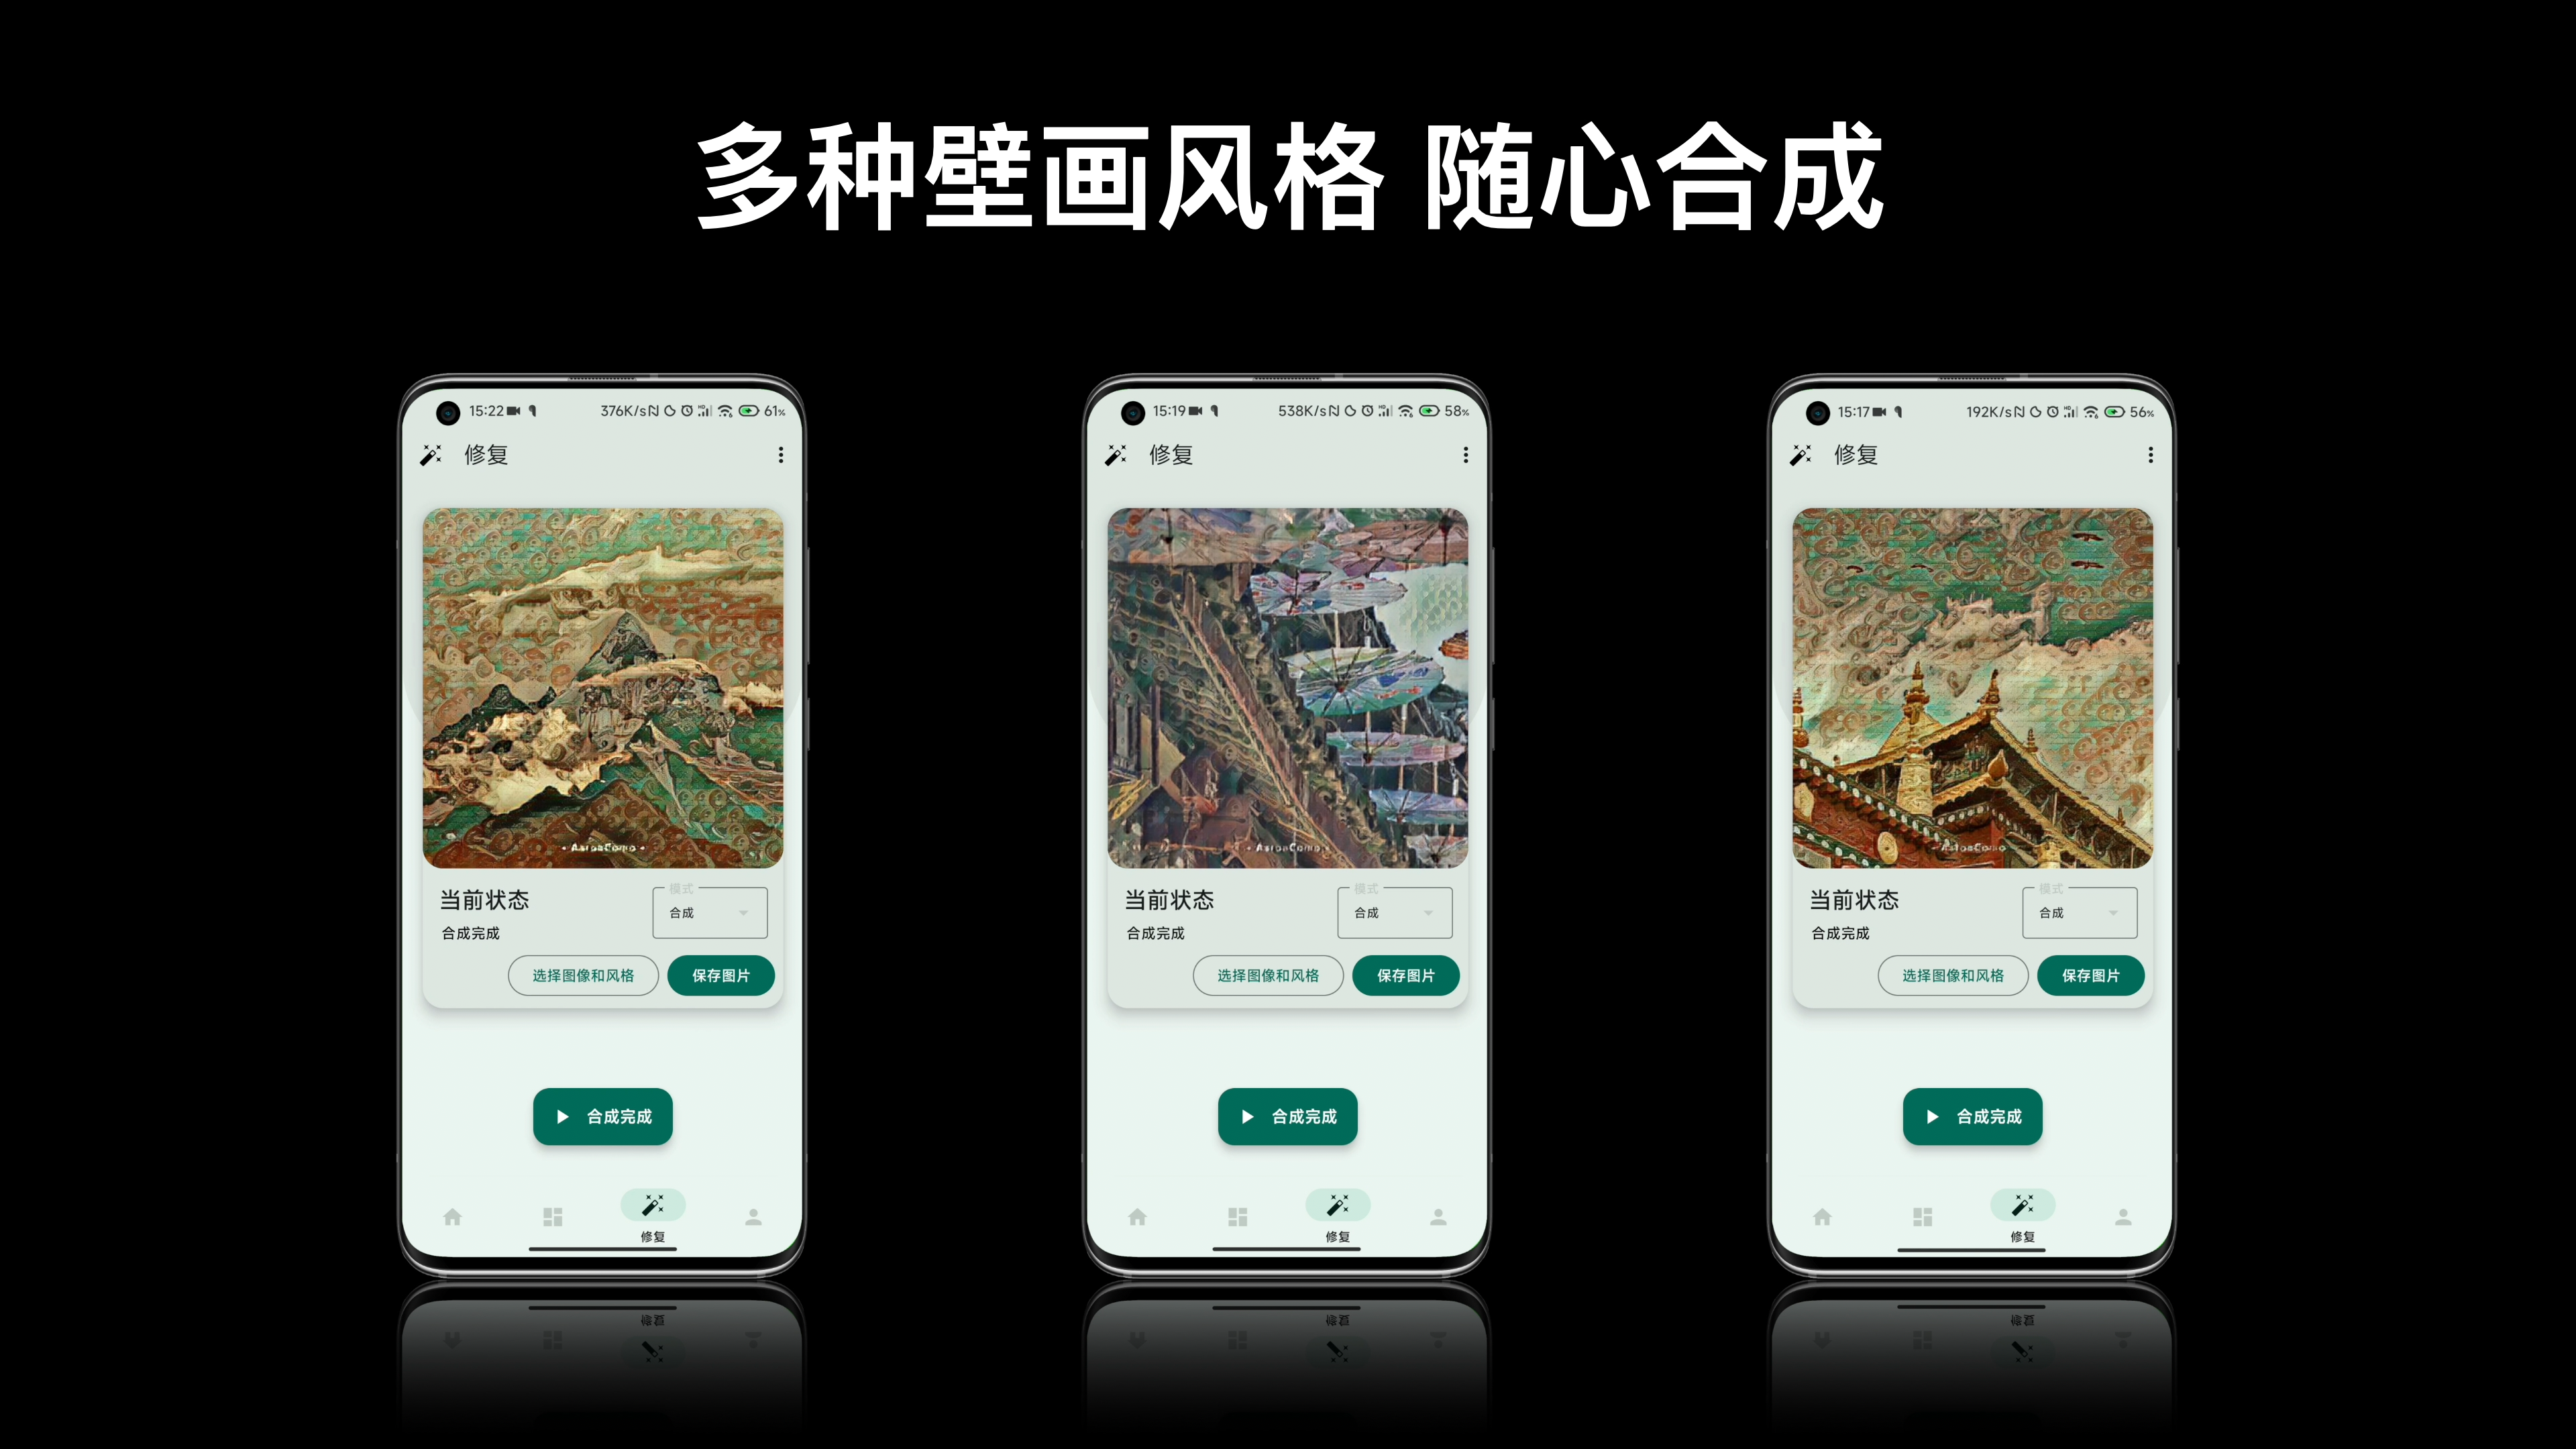 多种壁画风格 随心合成
15:22 376K/s 61%
修复
当前状态
模式
合成
合成完成
选择图像和风格 保存图片
合成完成
修复
15:19 538K/s 58%
修复
当前状态
模式
合成
合成完成
选择图像和风格 保存图片
合成完成
修复
15:17 192K/s 56%
修复
当前状态
模式
合成
合成完成
选择图像和风格 保存图片
合成完成
修复